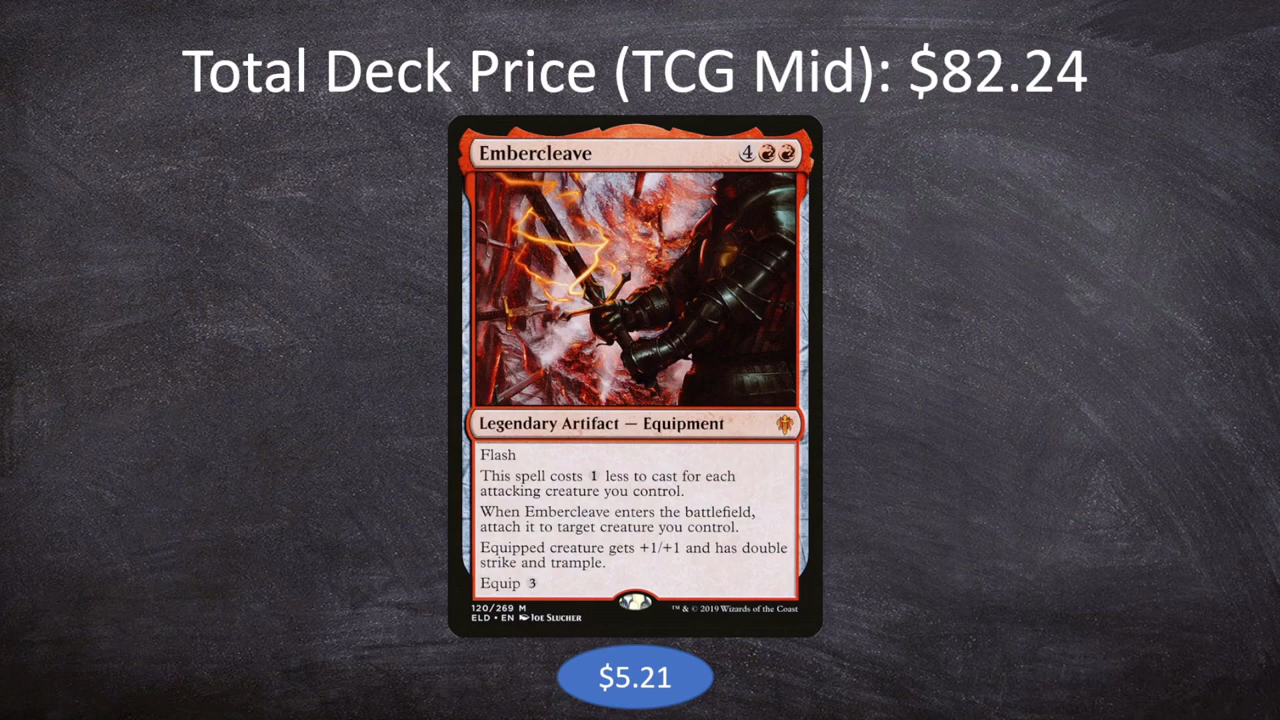 Total Deck Price (TCG Mid): $82.24
Embercleave 4
Legendary Artifact — Equipment
Flash
This spell costs 1 less to cast for each
attacking creature you control.
When Embercleave enters the battlefield,
attach it to target creature you control.
Equipped creature gets +1/+1 and has double
strike and trample.
Equip 3
120/269 M
ELD • EN Joe Slucher
™ & © 2019 Wizards of the Coast
$5.21